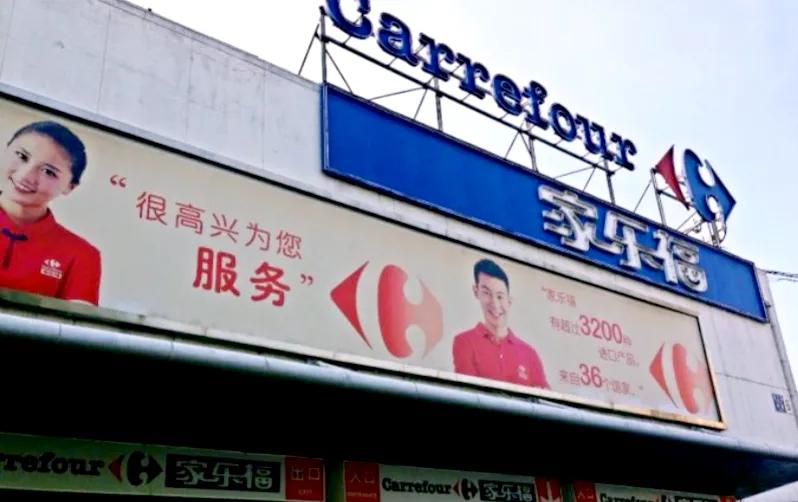 Carrefour
家乐福
“很高兴为您
服务”
“家乐福
有超过3200种
进口产品,
来自36个国家。”
rrefour 家乐福 出口
入口 Carrefour 家乐福
Carrefour